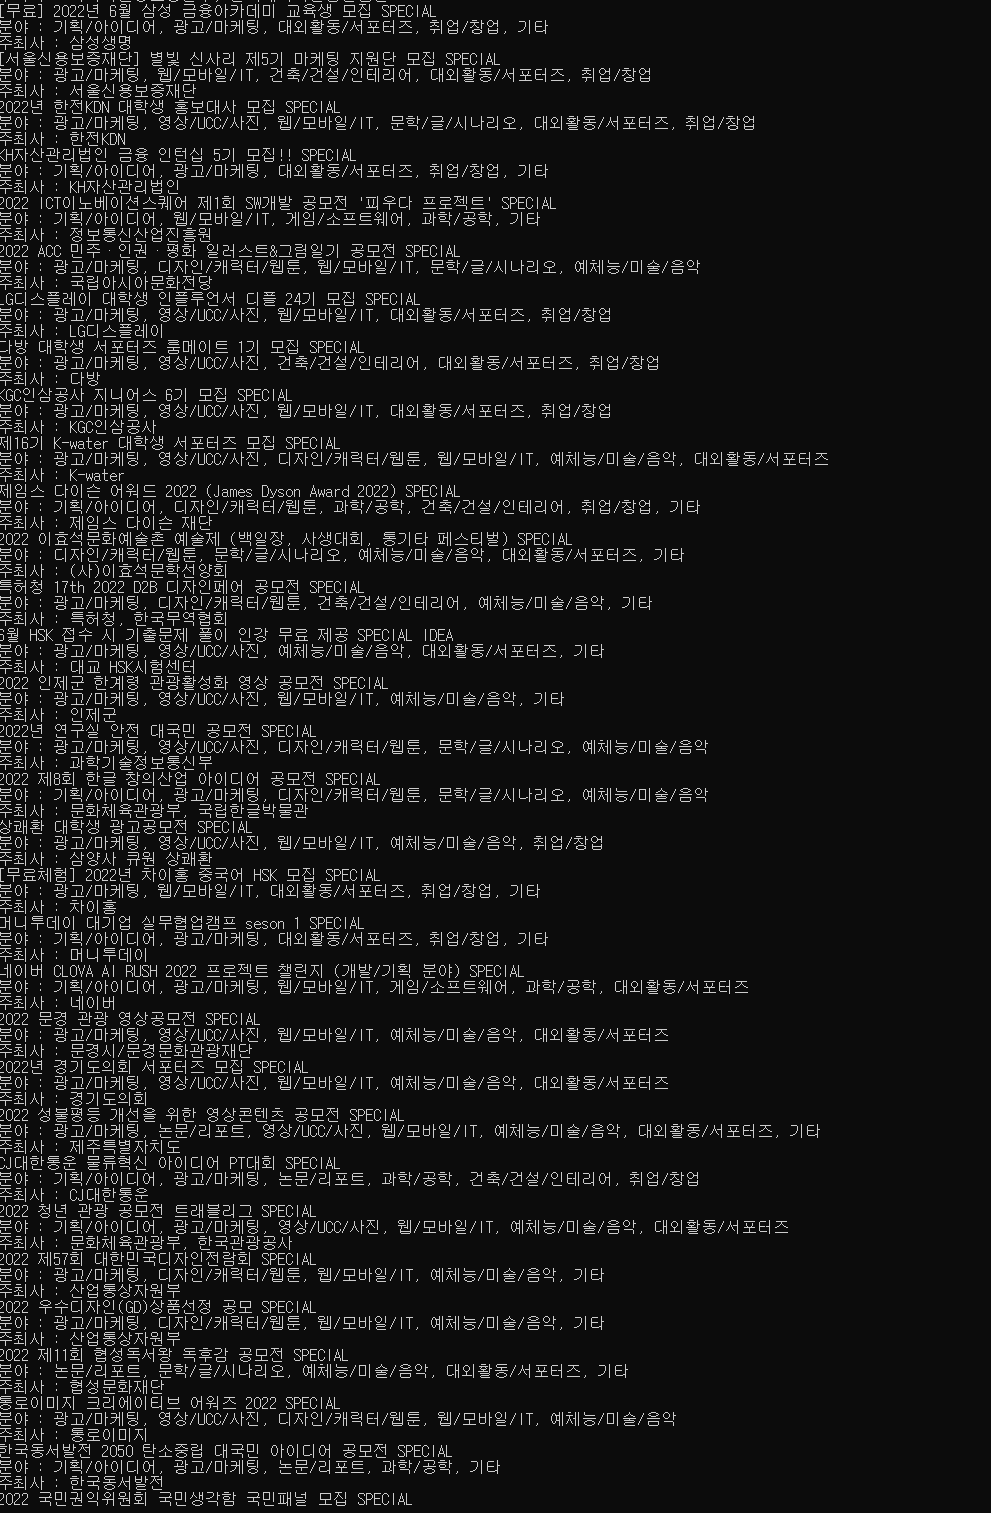 [무료] 2022년 6월 삼성 금융아카데미 교육생 모집 SPECIAL
분야 : 기획/아이디어, 광고/마케팅, 대외활동/서포터즈, 취업/창업, 기타
주최사 : 삼성생명
[서울신용보증재단] 별빛 신사리 제5기 마케팅 지원단 모집 SPECIAL
분야 : 광고/마케팅, 웹/모바일/IT, 건축/건설/인테리어, 대외활동/서포터즈, 취업/창업
주최사 : 서울신용보증재단
2022년 한전KDN 대학생 홍보대사 모집 SPECIAL
분야 : 광고/마케팅, 영상/UCC/사진, 웹/모바일/IT, 문학/글/시나리오, 대외활동/서포터즈, 취업/창업
주최사 : 한전KDN
KH자산관리법인 금융 인턴십 5기 모집!! SPECIAL
분야 : 기획/아이디어, 광고/마케팅, 대외활동/서포터즈, 취업/창업, 기타
주최사 : KH자산관리법인
2022 ICT이노베이션스퀘어 제1회 SW개발 공모전 '피우다 프로젝트' SPECIAL
분야 : 기획/아이디어, 웹/모바일/IT, 게임/소프트웨어, 과학/공학, 기타
주최사 : 정보통신산업진흥원
2022 ACC 민주·인권·평화 일러스트&그림일기 공모전 SPECIAL
분야 : 광고/마케팅, 디자인/캐릭터/웹툰, 웹/모바일/IT, 문학/글/시나리오, 예체능/미술/음악
주최사 : 국립아시아문화전당
LG디스플레이 대학생 인플루언서 디플 24기 모집 SPECIAL
분야 : 광고/마케팅, 영상/UCC/사진, 웹/모바일/IT, 대외활동/서포터즈, 취업/창업
주최사 : LG디스플레이
다방 대학생 서포터즈 룸메이트 1기 모집 SPECIAL
분야 : 광고/마케팅, 영상/UCC/사진, 건축/건설/인테리어, 대외활동/서포터즈, 취업/창업
주최사 : 다방
KGC인삼공사 지니어스 6기 모집 SPECIAL
분야 : 광고/마케팅, 영상/UCC/사진, 웹/모바일/IT, 대외활동/서포터즈, 취업/창업
주최사 : KGC인삼공사
제16기 K-water 대학생 서포터즈 모집 SPECIAL
분야 : 광고/마케팅, 영상/UCC/사진, 디자인/캐릭터/웹툰, 웹/모바일/IT, 예체능/미술/음악, 대외활동/서포터즈
주최사 : K-water
제임스 다이슨 어워드 2022 (James Dyson Award 2022) SPECIAL
분야 : 기획/아이디어, 디자인/캐릭터/웹툰, 과학/공학, 건축/건설/인테리어, 취업/창업, 기타
주최사 : 제임스 다이슨 재단
2022 이효석문화예술촌 예술제 (백일장, 사생대회, 통기타 페스티벌) SPECIAL
분야 : 디자인/캐릭터/웹툰, 문학/글/시나리오, 예체능/미술/음악, 대외활동/서포터즈, 기타
주최사 : (사)이효석문학선양회
특허청 17th 2022 D2B 디자인페어 공모전 SPECIAL
분야 : 광고/마케팅, 디자인/캐릭터/웹툰, 건축/건설/인테리어, 예체능/미술/음악, 기타
주최사 : 특허청, 한국무역협회
6월 HSK 접수 시 기출문제 풀이 인강 무료 제공 SPECIAL IDEA
분야 : 광고/마케팅, 영상/UCC/사진, 예체능/미술/음악, 대외활동/서포터즈, 기타
주최사 : 대교 HSK시험센터
2022 인제군 한계령 관광활성화 영상 공모전 SPECIAL
분야 : 광고/마케팅, 영상/UCC/사진, 웹/모바일/IT, 예체능/미술/음악, 기타
주최사 : 인제군
2022년 연구실 안전 대국민 공모전 SPECIAL
분야 : 광고/마케팅, 영상/UCC/사진, 디자인/캐릭터/웹툰, 문학/글/시나리오, 예체능/미술/음악
주최사 : 과학기술정보통신부
2022 제8회 한글 창의산업 아이디어 공모전 SPECIAL
분야 : 기획/아이디어, 광고/마케팅, 디자인/캐릭터/웹툰, 문학/글/시나리오, 예체능/미술/음악
주최사 : 문화체육관광부, 국립한글박물관
상쾌환 대학생 광고공모전 SPECIAL
분야 : 광고/마케팅, 영상/UCC/사진, 웹/모바일/IT, 예체능/미술/음악, 취업/창업
주최사 : 삼양사 큐원 상쾌환
[무료체험] 2022년 차이홍 중국어 HSK 모집 SPECIAL
분야 : 광고/마케팅, 웹/모바일/IT, 대외활동/서포터즈, 취업/창업, 기타
주최사 : 차이홍
머니투데이 대기업 실무협업캠프 seson 1 SPECIAL
분야 : 기획/아이디어, 광고/마케팅, 대외활동/서포터즈, 취업/창업, 기타
주최사 : 머니투데이
네이버 CLOVA AI RUSH 2022 프로젝트 챌린지 (개발/기획 분야) SPECIAL
분야 : 기획/아이디어, 광고/마케팅, 웹/모바일/IT, 게임/소프트웨어, 과학/공학, 대외활동/서포터즈
주최사 : 네이버
2022 문경 관광 영상공모전 SPECIAL
분야 : 광고/마케팅, 영상/UCC/사진, 웹/모바일/IT, 예체능/미술/음악, 대외활동/서포터즈
주최사 : 문경시/문경문화관광재단
2022년 경기도의회 서포터즈 모집 SPECIAL
분야 : 광고/마케팅, 영상/UCC/사진, 웹/모바일/IT, 예체능/미술/음악, 대외활동/서포터즈
주최사 : 경기도의회
2022 성불평등 개선을 위한 영상콘텐츠 공모전 SPECIAL
분야 : 광고/마케팅, 논문/리포트, 영상/UCC/사진, 웹/모바일/IT, 예체능/미술/음악, 대외활동/서포터즈, 기타
주최사 : 제주특별자치도
CJ대한통운 물류혁신 아이디어 PT대회 SPECIAL
분야 : 기획/아이디어, 광고/마케팅, 논문/리포트, 과학/공학, 건축/건설/인테리어, 취업/창업
주최사 : CJ대한통운
2022 청년 관광 공모전 트래블리그 SPECIAL
분야 : 기획/아이디어, 광고/마케팅, 영상/UCC/사진, 웹/모바일/IT, 예체능/미술/음악, 대외활동/서포터즈
주최사 : 문화체육관광부, 한국관광공사
2022 제57회 대한민국디자인전람회 SPECIAL
분야 : 광고/마케팅, 디자인/캐릭터/웹툰, 웹/모바일/IT, 예체능/미술/음악, 기타
주최사 : 산업통상자원부
2022 우수디자인(GD)상품선정 공모 SPECIAL
분야 : 광고/마케팅, 디자인/캐릭터/웹툰, 웹/모바일/IT, 예체능/미술/음악, 기타
주최사 : 산업통상자원부
2022 제11회 협성독서왕 독후감 공모전 SPECIAL
분야 : 논문/리포트, 문학/글/시나리오, 예체능/미술/음악, 대외활동/서포터즈, 기타
주최사 : 협성문화재단
통로이미지 크리에이티브 어워즈 2022 SPECIAL
분야 : 광고/마케팅, 영상/UCC/사진, 디자인/캐릭터/웹툰, 웹/모바일/IT, 예체능/미술/음악
주최사 : 통로이미지
한국동서발전 2050 탄소중립 대국민 아이디어 공모전 SPECIAL
분야 : 기획/아이디어, 광고/마케팅, 논문/리포트, 과학/공학, 기타
주최사 : 한국동서발전
2022 국민권익위원회 국민생각함 국민패널 모집 SPECIAL